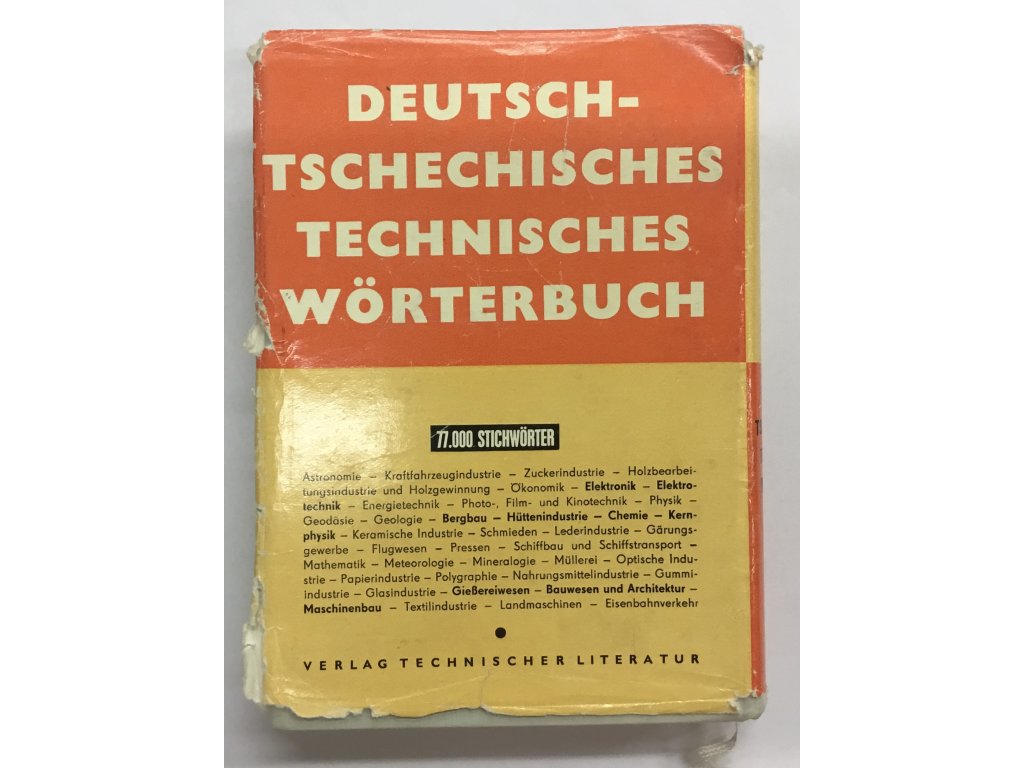 DEUTSCH-
TSCHECHISCHES
TECHNISCHES
WÖRTERBUCH
77.000 STICHWÖRTER
Astronomie – Kraftfahrzeugindustrie – Zuckerindustrie – Holzbearbei-
tungsindustrie und Holzgewinnung – Ökonomik – Elektronik – Elektro-
technik – Energietechnik – Photo-, Film- und Kinotechnik – Physik –
Geodäsie – Geologie – Bergbau – Hüttenindustrie – Chemie – Kern-
physik – Keramische Industrie – Schmieden – Lederindustrie – Gärungs-
gewerbe – Flugwesen – Pressen – Schiffbau und Schiffstransport –
Mathematik – Meteorologie – Mineralogie – Müllerei – Optische Indu-
strie – Papierindustrie – Polygraphie – Nahrungsmittelindustrie – Gummi-
industrie – Glasindustrie – Gießereiwesen – Bauwesen und Architektur –
Maschinenbau – Textilindustrie – Landmaschinen – Eisenbahnverkehr
VERLAG TECHNISCHER LITERATUR